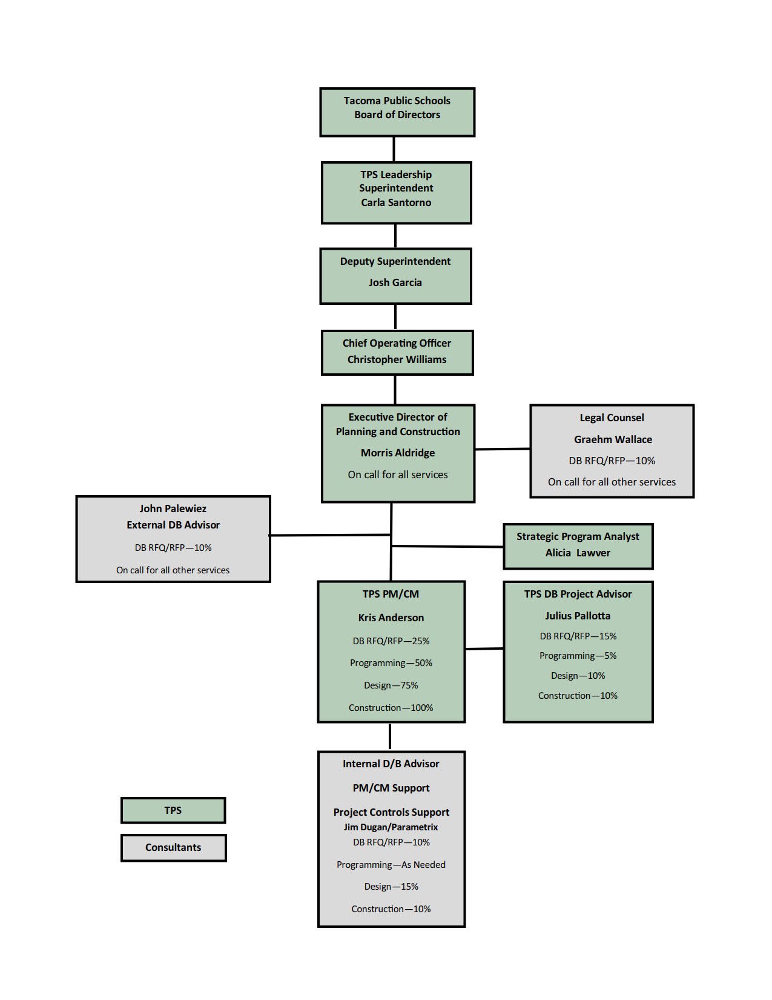 Tacoma Public Schools
Board of Directors
TPS Leadership
Superintendent
Carla Santorno
Deputy Superintendent
Josh Garcia
Chief Operating Officer
Christopher Williams
Executive Director of
Planning and Construction
Morris Aldridge
On call for all services
Legal Counsel
Graehm Wallace
DB RFQ/RFP—10%
On call for all other services
John Palewiez
External DB Advisor
DB RFQ/RFP—10%
On call for all other services
Strategic Program Analyst
Alicia  Lawver
TPS PM/CM
Kris Anderson
DB RFQ/RFP—25%
Programming—50%
Design—75%
Construction—100%
TPS DB Project Advisor
Julius Pallotta
DB RFQ/RFP—15%
Programming—5%
Design—10%
Construction—10%
Internal D/B Advisor
PM/CM Support
Project Controls Support
Jim Dugan/Parametrix
DB RFQ/RFP—10%
Programming—As Needed
Design—15%
Construction—10%
TPS
Consultants